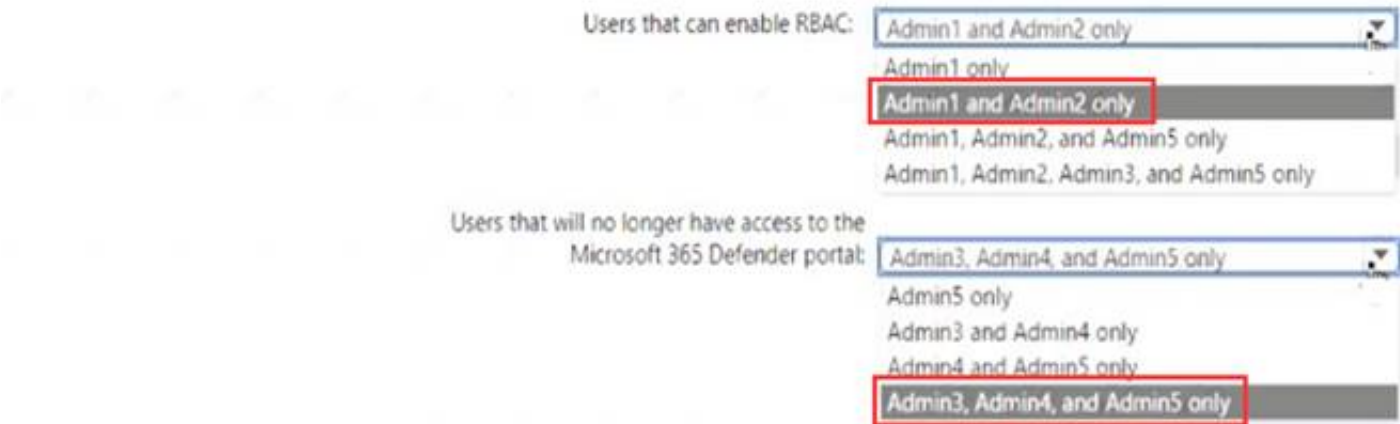 Users that can enable RBAC:
Admin1 and Admin2 only
Admin1 only
Admin1 and Admin2 only
Admin1, Admin2, and Admin5 only
Admin1, Admin2, Admin3, and Admin5 only
Users that will no longer have access to the
Microsoft 365 Defender portal:
Admin3, Admin4, and Admin5 only
Admin5 only
Admin3 and Admin4 only
Admin4 and Admin5 only
Admin3, Admin4, and Admin5 only